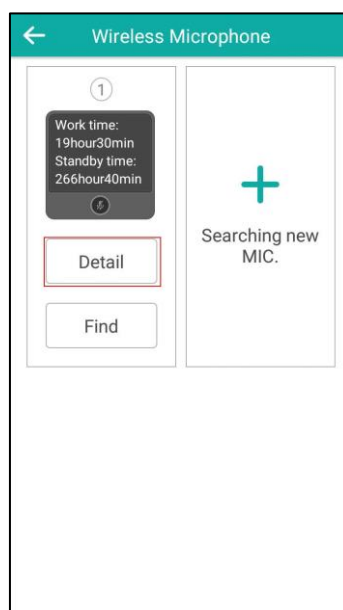 Wireless Microphone
1
Work time:
19hour30min
Standby time:
266hour40min
Detail
Find
Searching new
MIC.